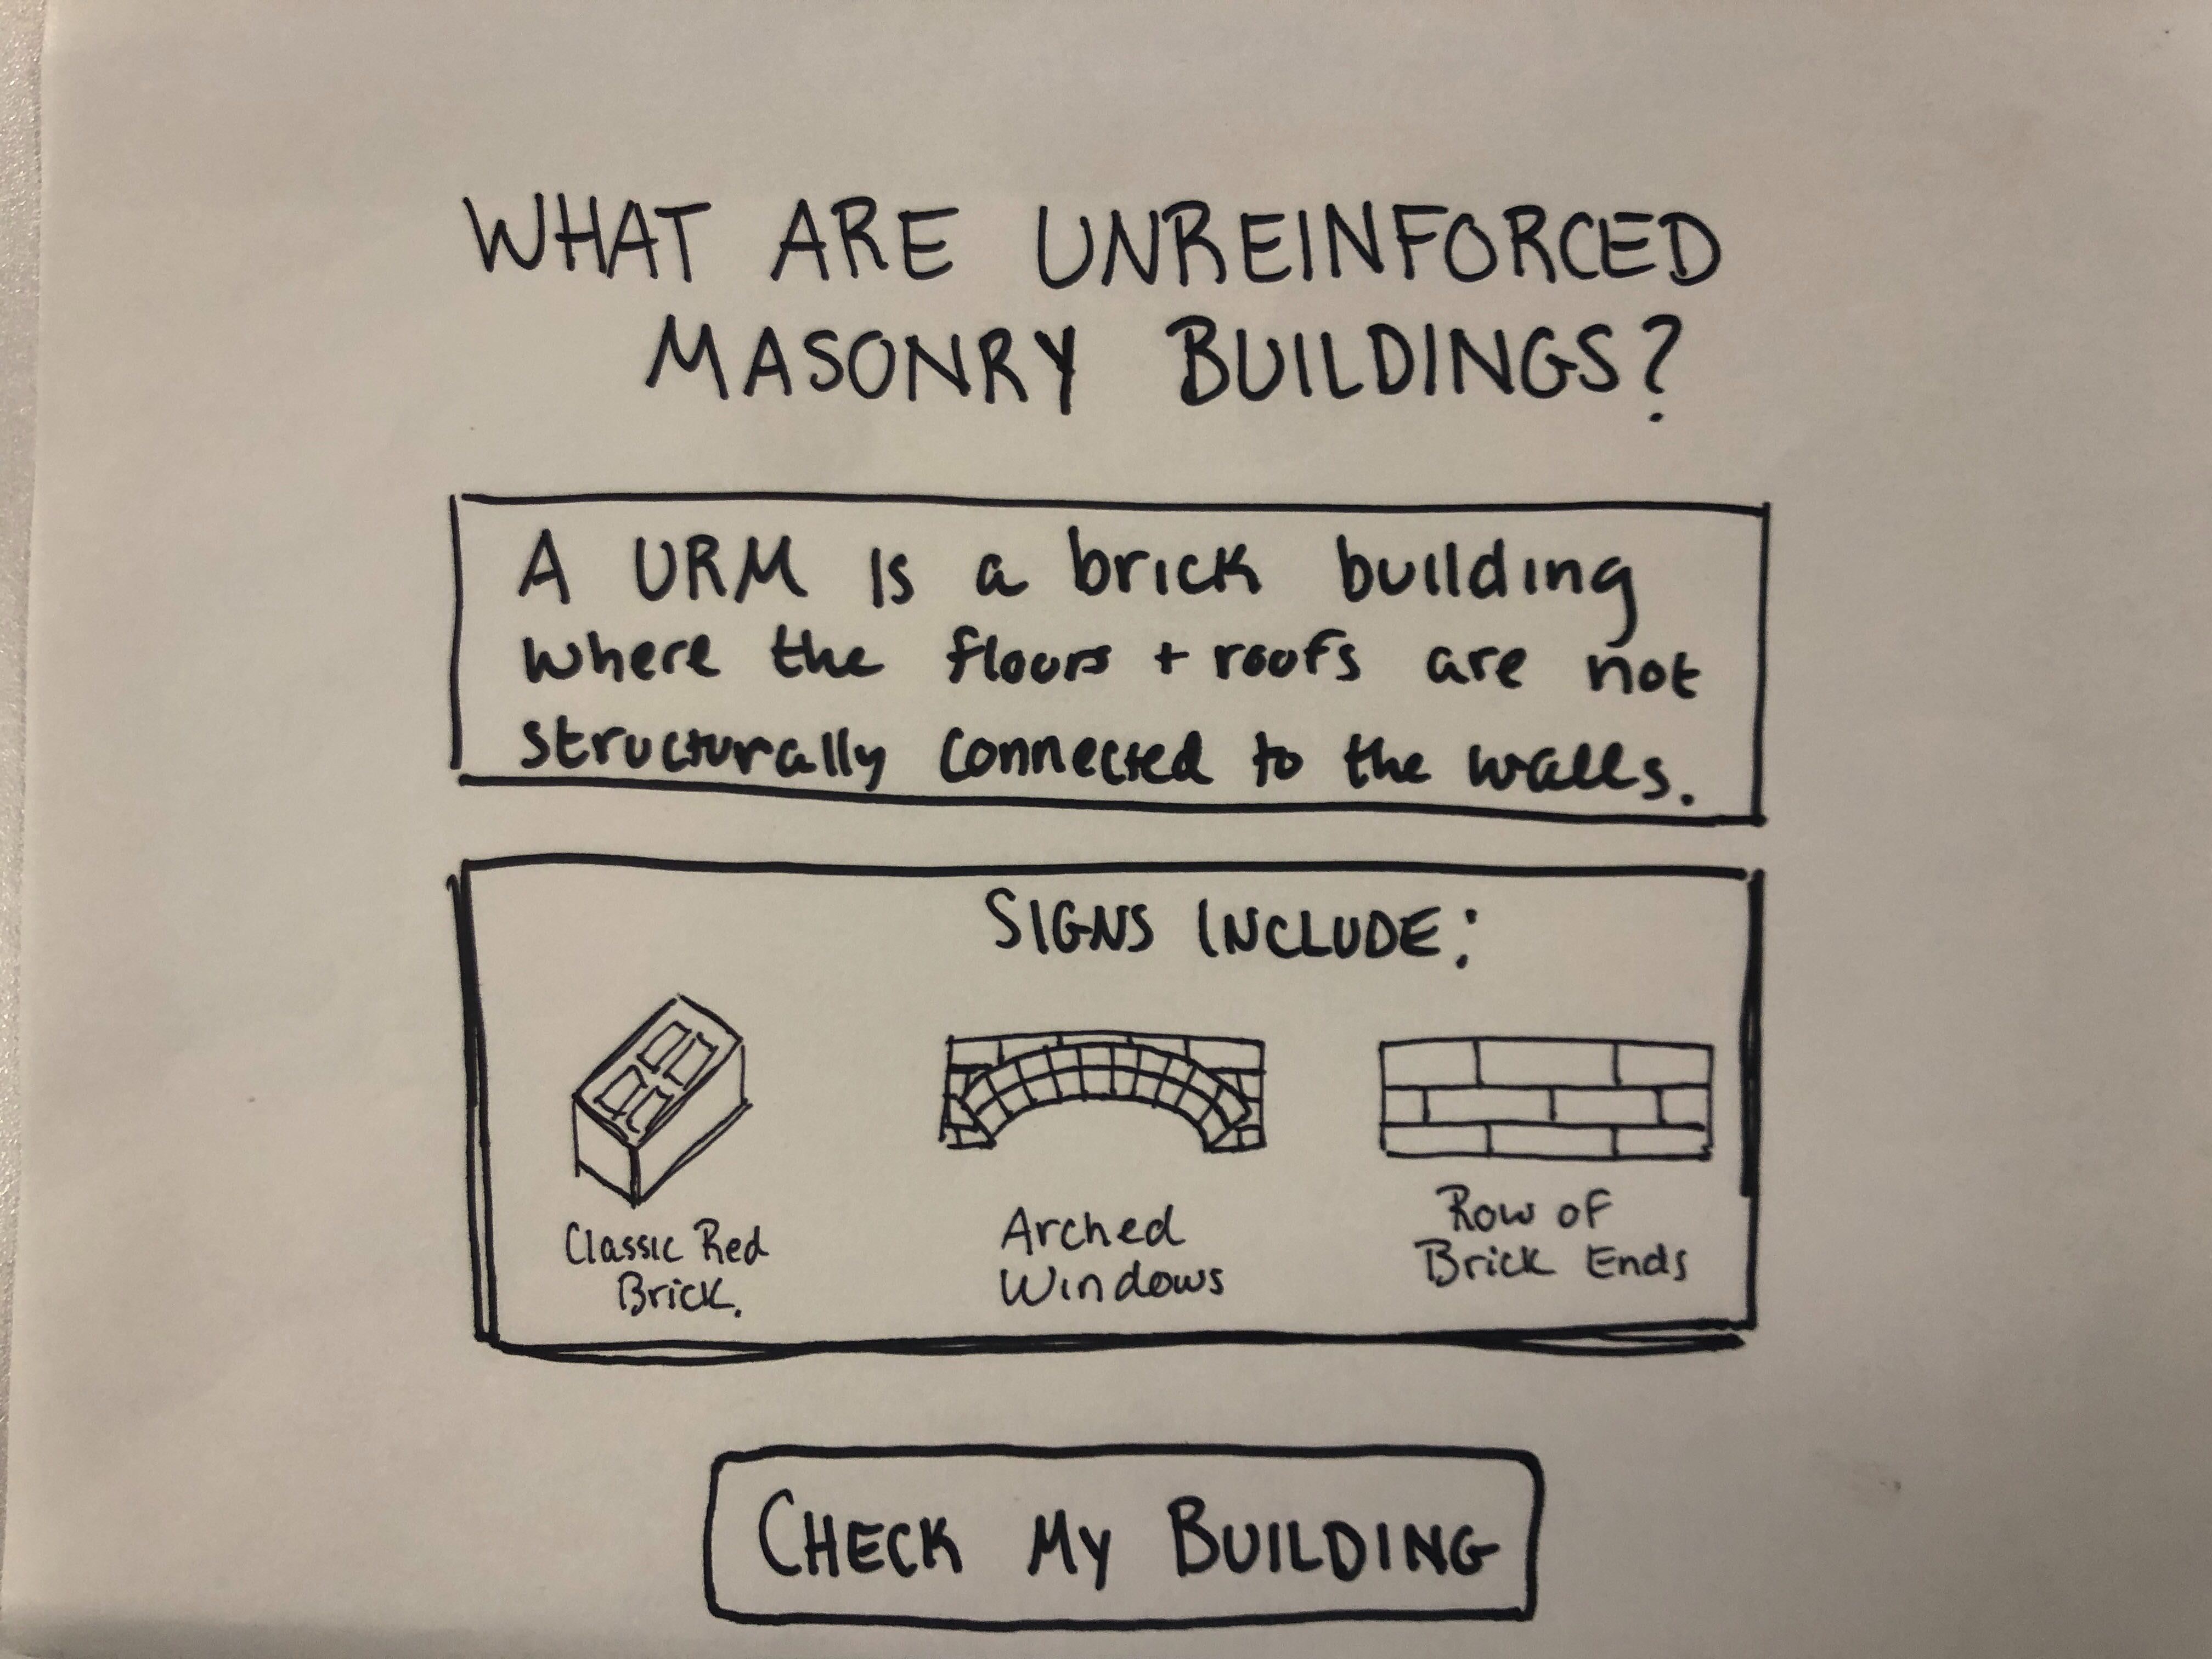 WHAT ARE UNREINFORCED
MASONRY BUILDINGS?
A URM is a brick building
where the floors + roofs are not
structurally connected to the walls.
SIGNS INCLUDE:
Classic Red
Brick.
Arched
Windows
Row of
Brick Ends
CHECK MY BUILDING